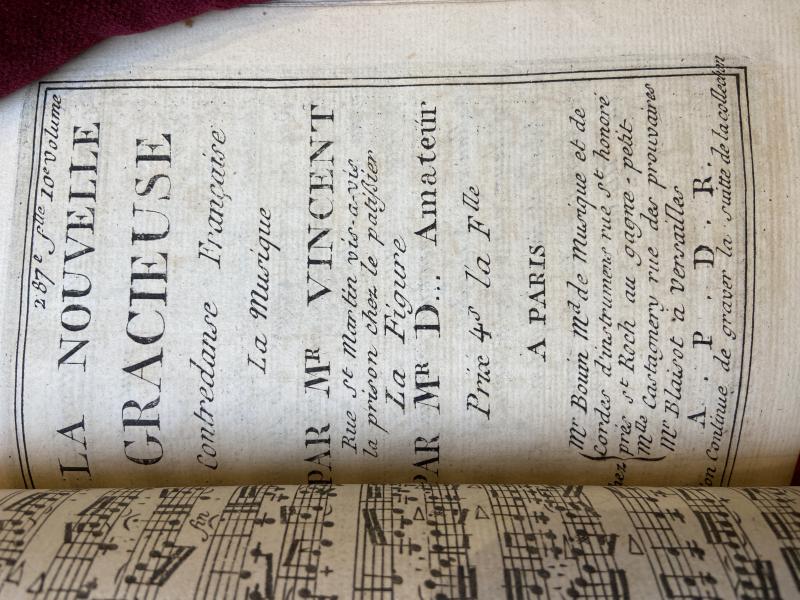 287e flle 10e Volume
LA NOUVELLE
GRACIEUSE
Contredanse Française
La Musique
PAR MR VINCENT
Rue st Martin vis-a-vis
la prison chez le patissier
La Figure
PAR MR D... Amateur
Prix 4s la Flle
A PARIS
chez
Mr Bouin Md de Musique et de
Cordes d'instrumens rue st honoré
prés st Roch au gagne-petit
Mlle Castagnery rue des prouvaires
Mr Blaisot a Versailles
A. P. D. R.
on Continue de graver la suitte de la collection
fin